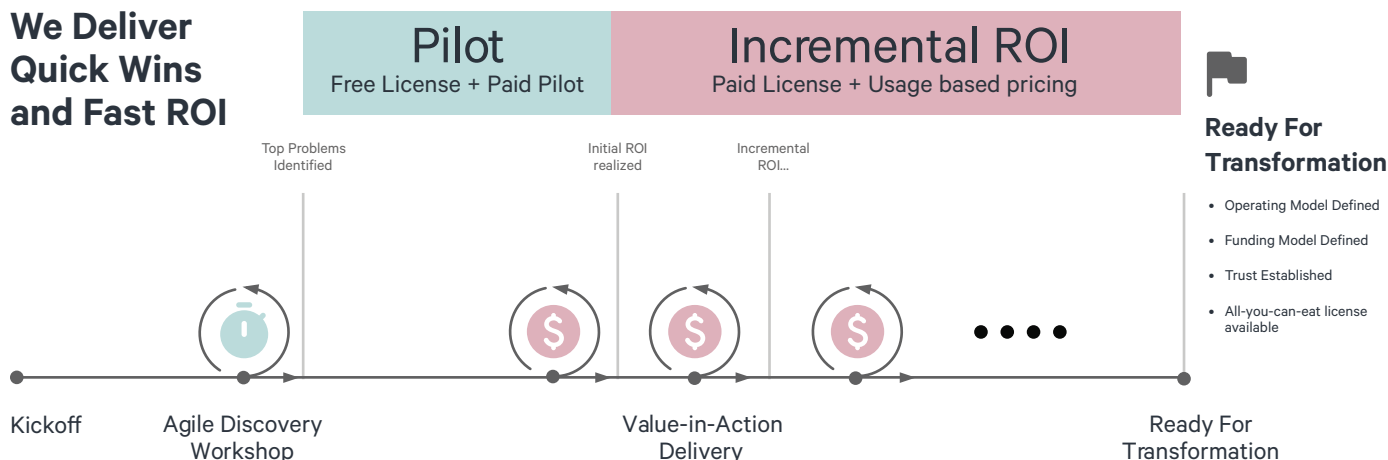 We Deliver
Quick Wins
and Fast ROI
Pilot
Free License + Paid Pilot
Incremental ROI
Paid License + Usage based pricing
Top Problems
Identified
Initial ROI
realized
Incremental
ROI...
Ready For
Transformation
• Operating Model Defined
• Funding Model Defined
• Trust Established
• All-you-can-eat license
available
$
$
$
Kickoff
Agile Discovery
Workshop
Value-in-Action
Delivery
Ready For
Transformation